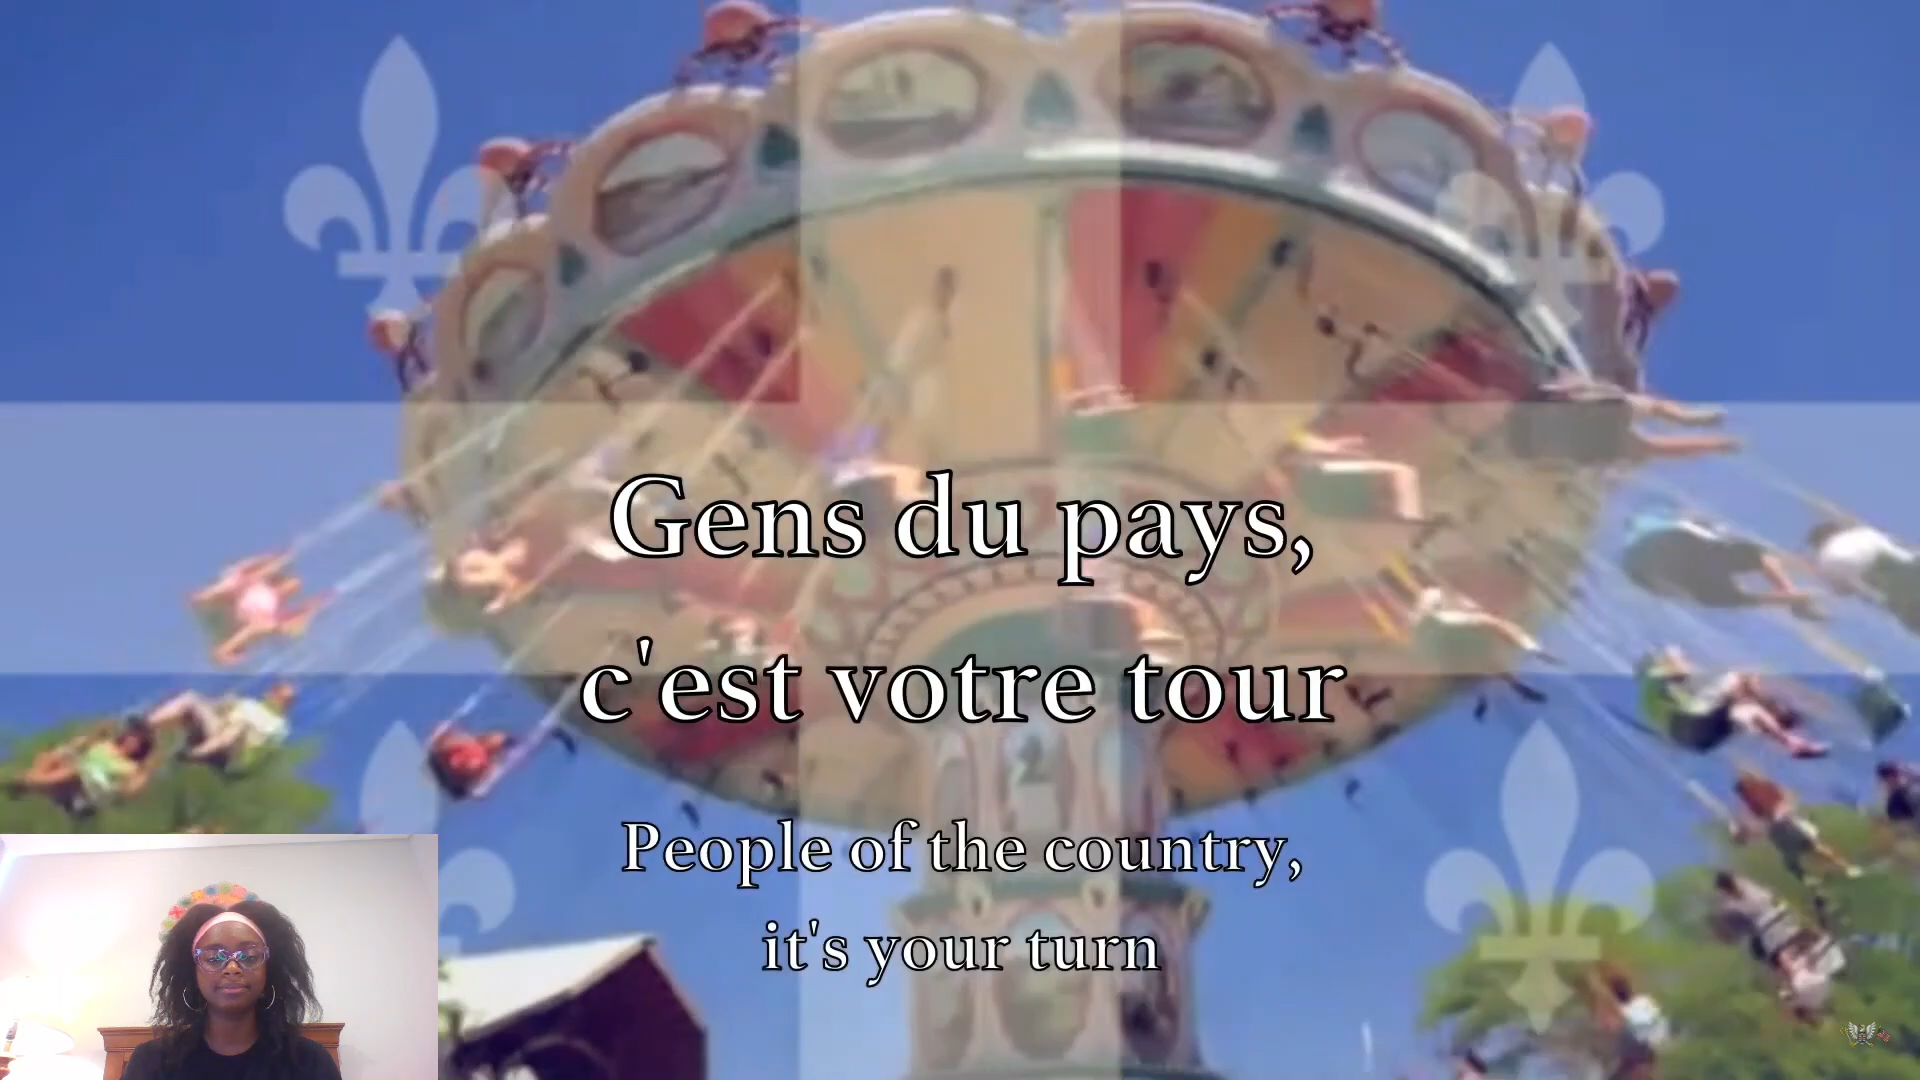 Gens du pays,
c'est votre tour
People of the country,
it's your turn